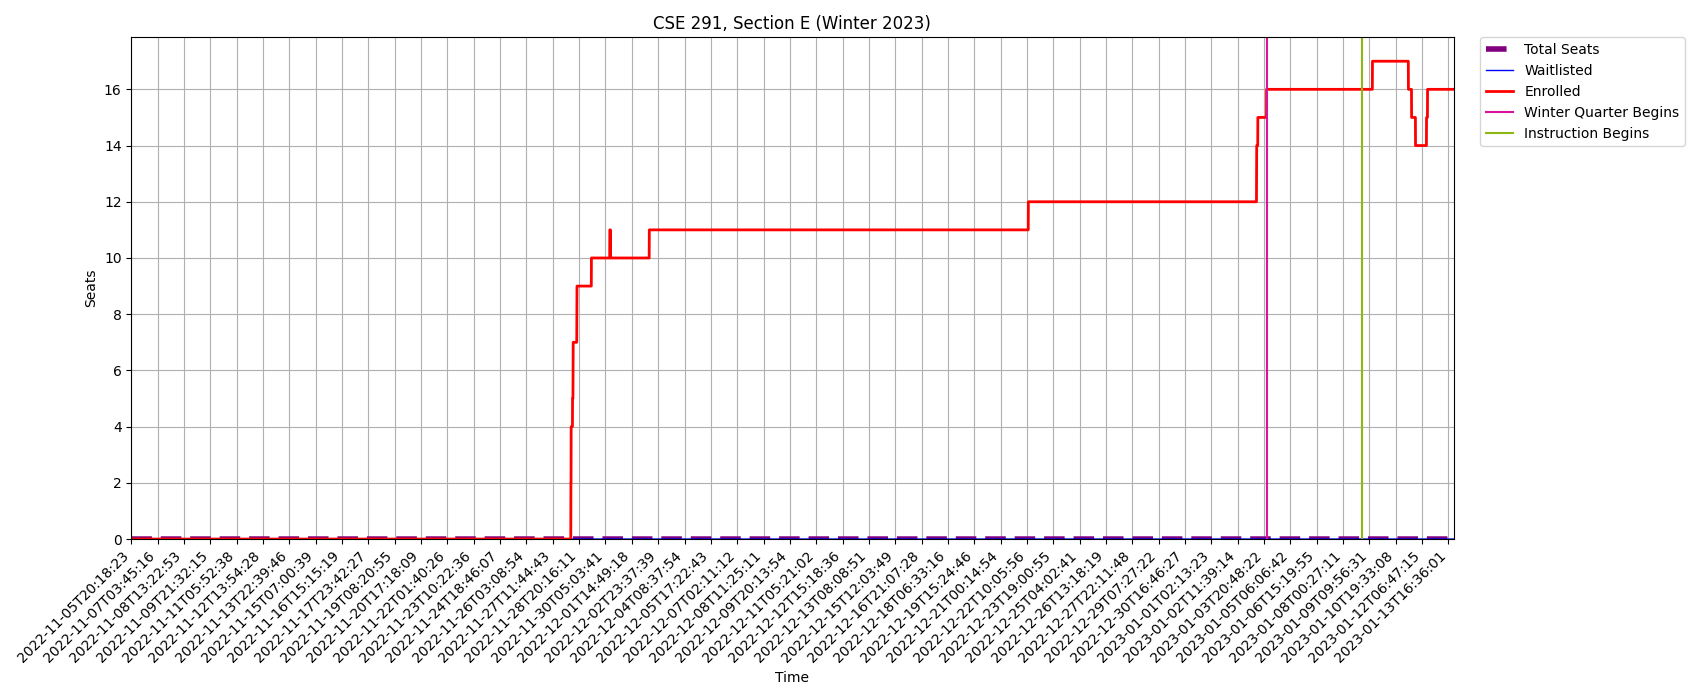 CSE 291, Section E (Winter 2023)
Total Seats
Waitlisted
Enrolled
Winter Quarter Begins
Instruction Begins
Seats
16
14
12
10
8
6
4
2
0
2022-11-05T20:18:23
2022-11-07T03:45:16
2022-11-08T13:22:53
2022-11-09T21:32:15
2022-11-11T05:52:38
2022-11-12T13:54:28
2022-11-13T22:39:46
2022-11-15T07:00:39
2022-11-16T15:15:19
2022-11-17T23:42:27
2022-11-19T08:20:55
2022-11-20T17:18:09
2022-11-22T01:40:26
2022-11-23T10:22:36
2022-11-24T18:46:07
2022-11-26T03:08:54
2022-11-27T11:44:43
2022-11-28T20:16:11
2022-11-30T05:03:41
2022-12-01T14:49:18
2022-12-02T23:37:39
2022-12-04T08:37:54
2022-12-05T17:22:43
2022-12-07T02:11:12
2022-12-08T11:25:11
2022-12-09T20:13:54
2022-12-11T05:21:02
2022-12-12T15:18:36
2022-12-13T08:08:51
2022-12-15T12:03:49
2022-12-16T21:07:28
2022-12-18T06:33:16
2022-12-19T15:24:46
2022-12-21T00:14:54
2022-12-22T10:05:56
2022-12-23T19:00:55
2022-12-25T04:02:41
2022-12-26T13:18:19
2022-12-27T22:11:48
2022-12-29T07:27:22
2022-12-30T16:46:27
2023-01-01T02:13:23
2023-01-02T11:39:14
2023-01-03T20:48:22
2023-01-05T06:06:42
2023-01-06T15:19:55
2023-01-08T00:27:11
2023-01-09T09:56:31
2023-01-10T19:33:08
2023-01-12T06:47:15
2023-01-13T16:36:01
Time